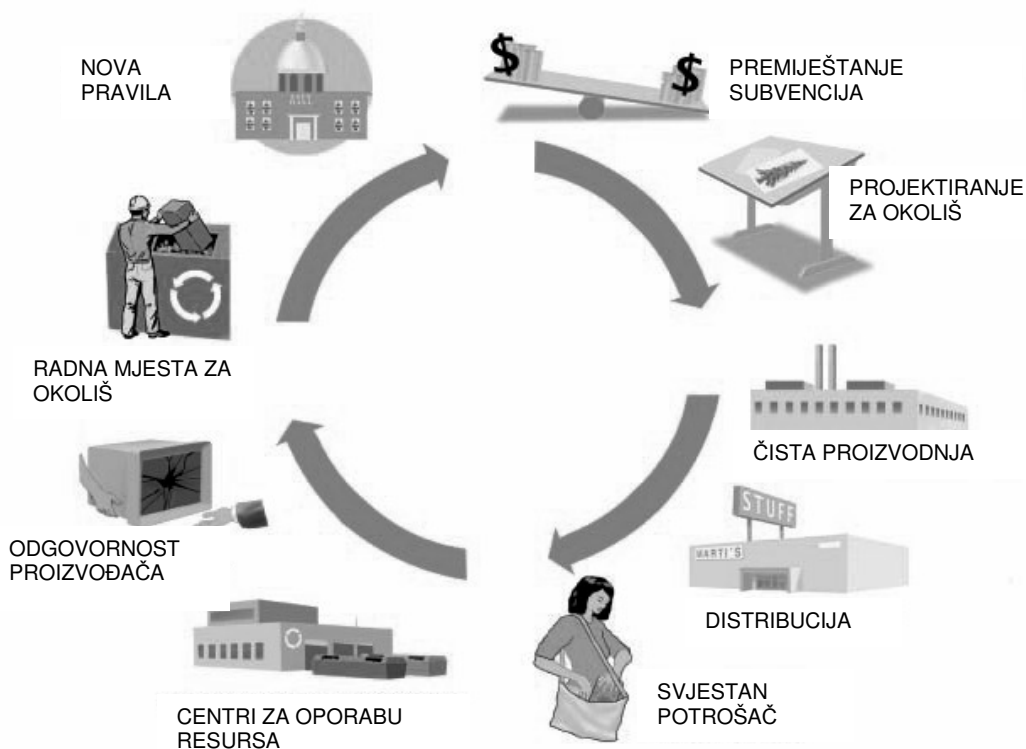 NOVA
PRAVILA
$ $
PREMIJEŠTANJE
SUBVENCIJA
PROJEKTIRANJE
ZA OKOLIŠ
ČISTA PROIZVODNJA
STUFF
MARTI'S
DISTRIBUCIJA
SVJESTAN
POTROŠAČ
CENTRI ZA OPORABU
RESURSA
ODGOVORNOST
PROIZVOĐAČA
RADNA MJESTA ZA
OKOLIŠ